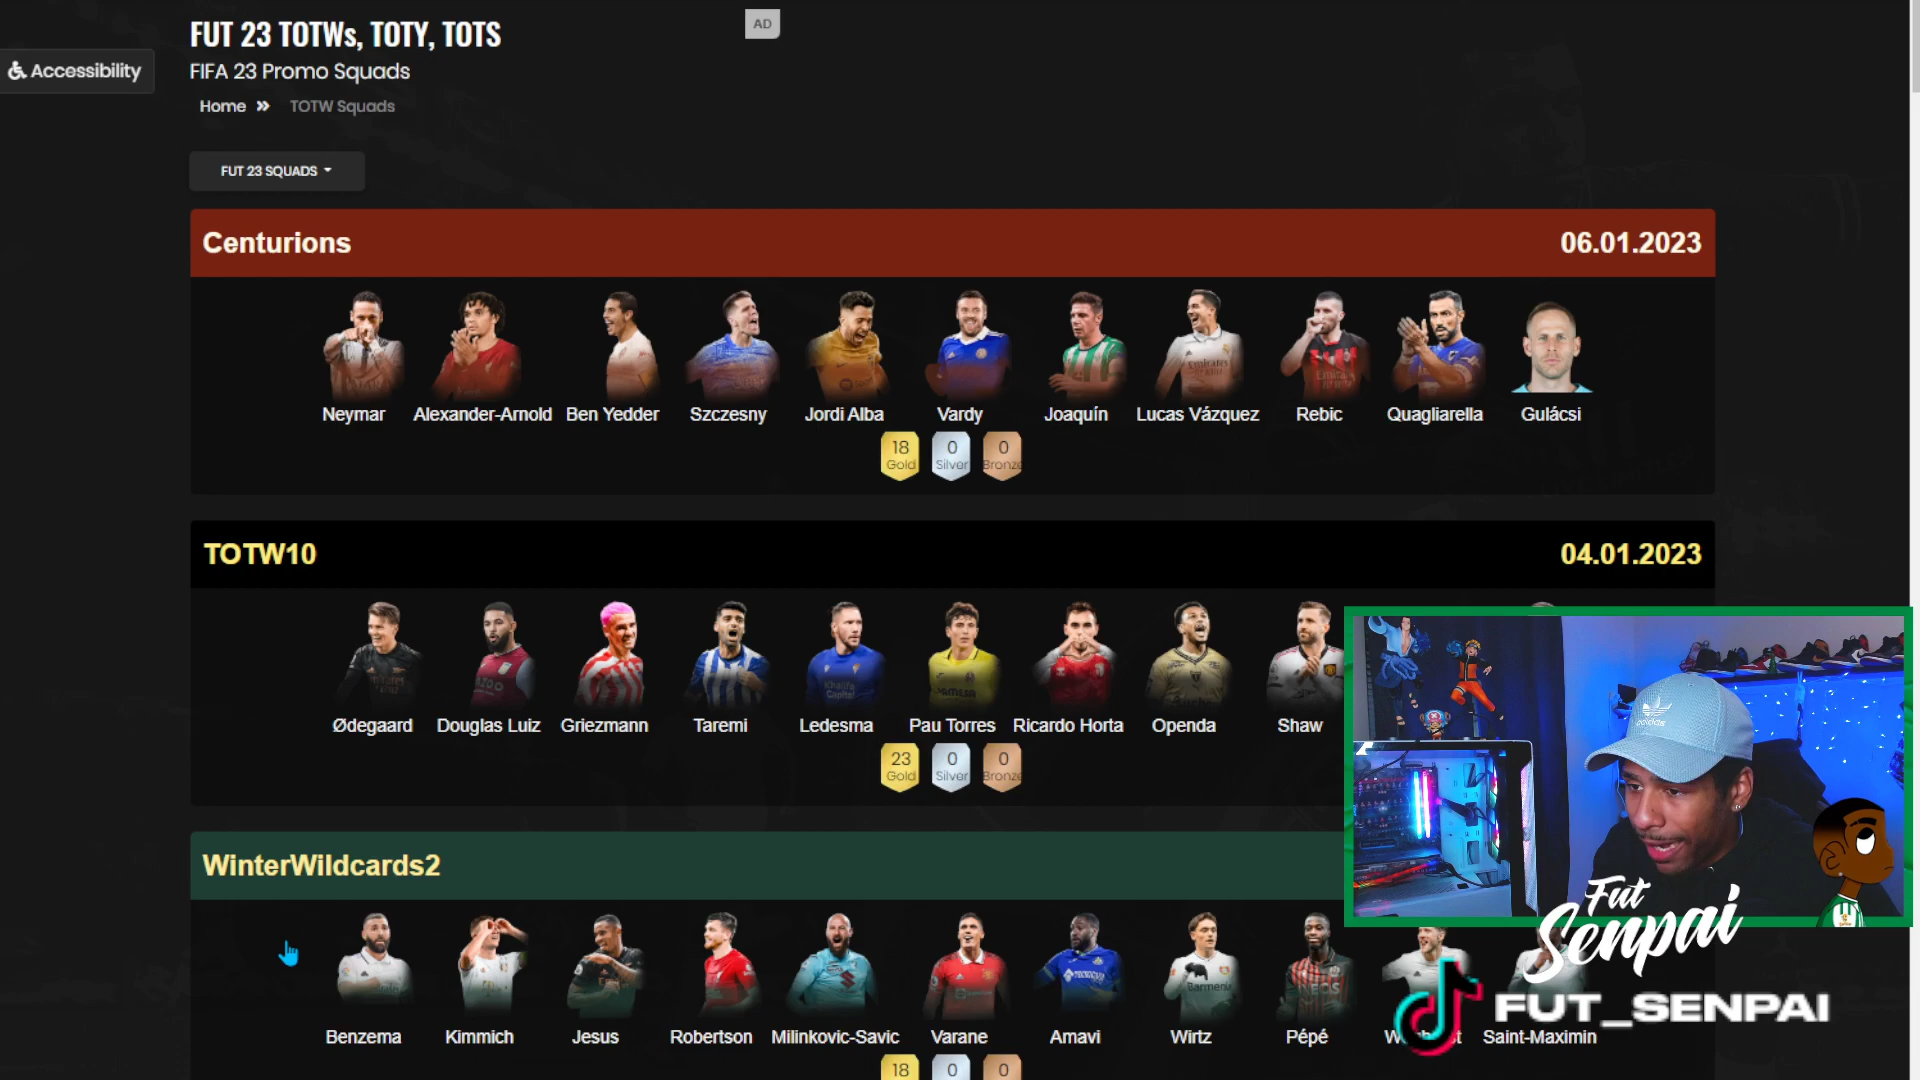 FUT 23 TOTWs, TOTY, TOTS
AD
Accessibility
FIFA 23 Promo Squads
Home » TOTW Squads
FUT 23 SQUADS
Centurions 06.01.2023
Neymar Alexander-Arnold Ben Yedder Szczesny Jordi Alba Vardy Joaquín Lucas Vázquez Rebic Quagliarella Gulácsi
18 0 0
Gold Silver Bronze
TOTW10 04.01.2023
Ødegaard Douglas Luiz Griezmann Taremi Ledesma Pau Torres Ricardo Horta Openda Shaw
23 0 0
Gold Silver Bronze
adidas
WinterWildcards2
Fut
Senpai
FUT_SENPAI
Benzema Kimmich Jesus Robertson Milinkovic-Savic Varane Amavi Wirtz Pépé Saint-Maximin
18 0 0